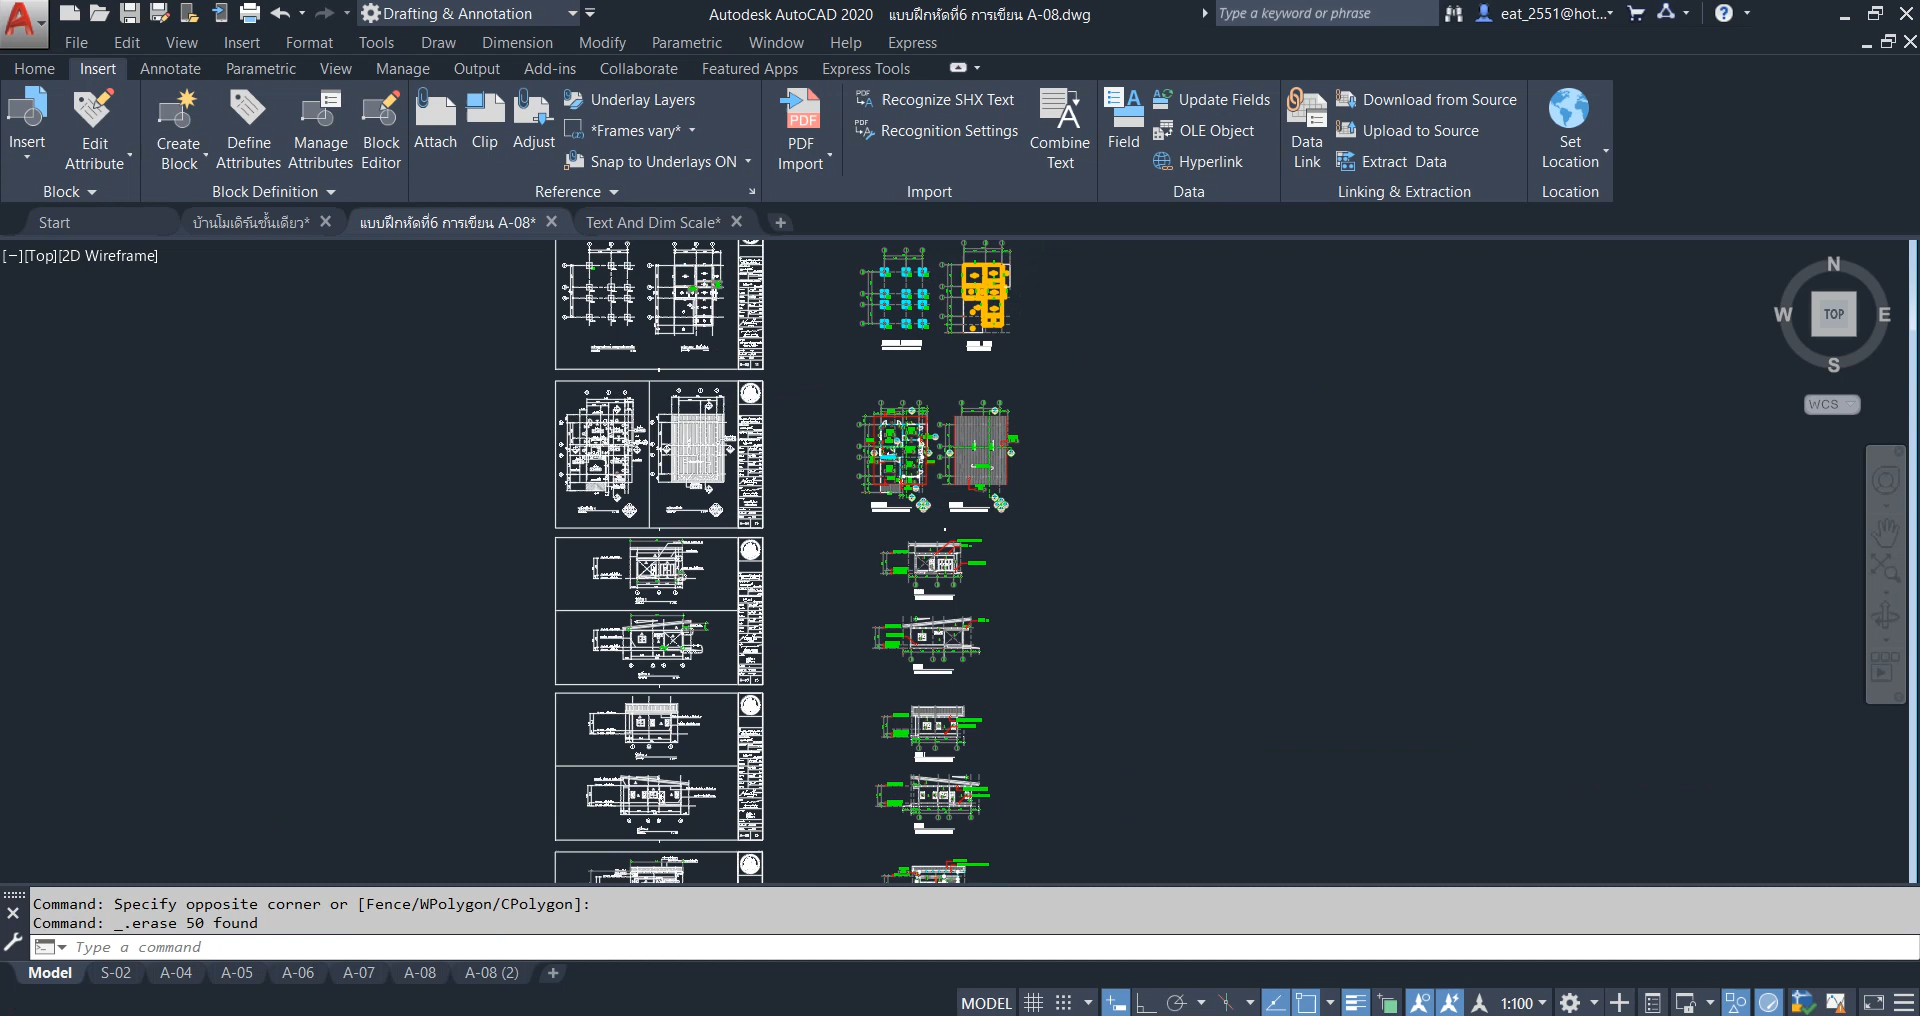 Drafting & Annotation
Autodesk AutoCAD 2020 แบบฝึกหัดที่6 การเขียน A-08.dwg
Type a keyword or phrase
eat_2551@hot...
File Edit View Insert Format Tools Draw Dimension Modify Parametric Window Help Express
Home Insert Annotate Parametric View Manage Output Add-ins Collaborate Featured Apps Express Tools
Insert
Edit Attribute
Block
Create Block
Define Attributes
Manage Attributes
Block Editor
Block Definition
Attach
Clip
Adjust
Underlay Layers
*Frames vary*
Snap to Underlays ON
Reference
PDF
PDF Import
PDF
Recognize SHX Text
PDF
Recognition Settings
Combine Text
Import
Field
Update Fields
OLE Object
Hyperlink
Data
Data Link
Download from Source
Upload to Source
Extract Data
Linking & Extraction
Set Location
Location
Start
บ้านโมเดิร์นชั้นเดียว*
แบบฝึกหัดที่6 การเขียน A-08*
Text And Dim Scale*
[−][Top][2D Wireframe]
N
W
TOP
E
S
WCS
Command: Specify opposite corner or [Fence/WPolygon/CPolygon]:
Command: _.erase 50 found
Type a command
Model S-02 A-04 A-05 A-06 A-07 A-08 A-08 (2)
MODEL
1:100